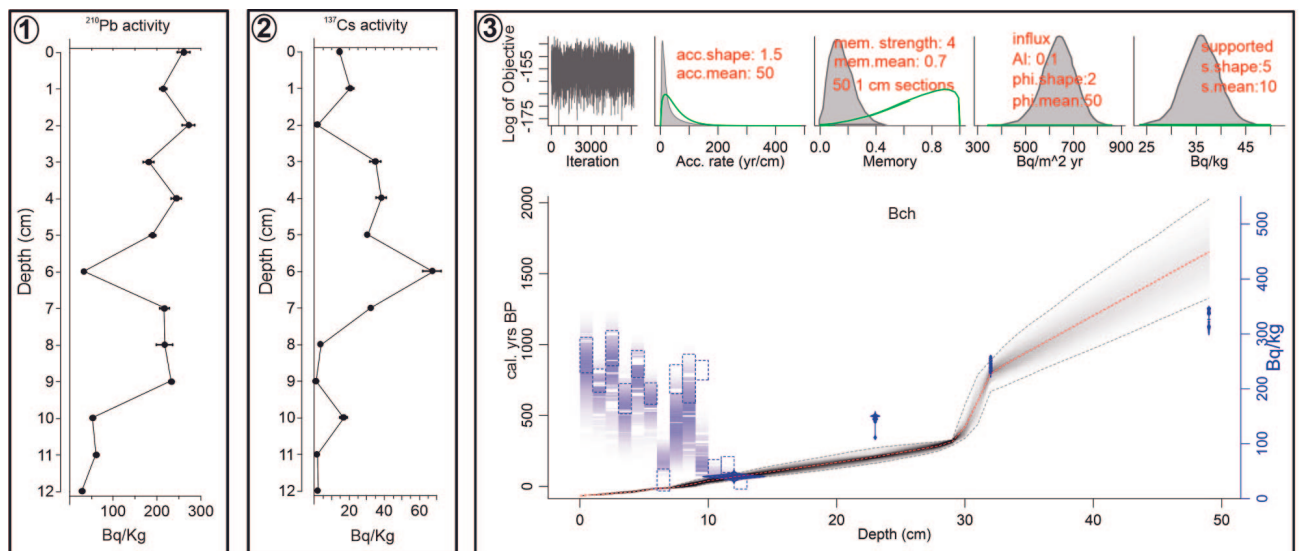 1
²¹⁰Pb activity
0
1
2
3
4
5
6
7
8
9
10
11
12
Depth (cm)
100 200 300
Bq/Kg
2
¹³⁷Cs activity
0
1
2
3
4
5
6
7
8
9
10
11
12
Depth (cm)
20 40 60
Bq/Kg
3
Log of Objective
-155
-175
0 3000
Iteration
acc.shape: 1.5
acc.mean: 50
0 200 400
Acc. rate (yr/cm)
mem. strength: 4
mem.mean: 0.7
50 1 cm sections
0.0 0.4 0.8
Memory
influx
Al: 0.1
phi.shape:2
phi.mean:50
300 500 700 900
Bq/m^2 yr
supported
s.shape:5
s.mean:10
25 35 45
Bq/kg
Bch
cal. yrs BP
2000
1500
1000
500
0
0 10 20 30 40 50
Depth (cm)
500
400
300
200
100
0
Bq/kg